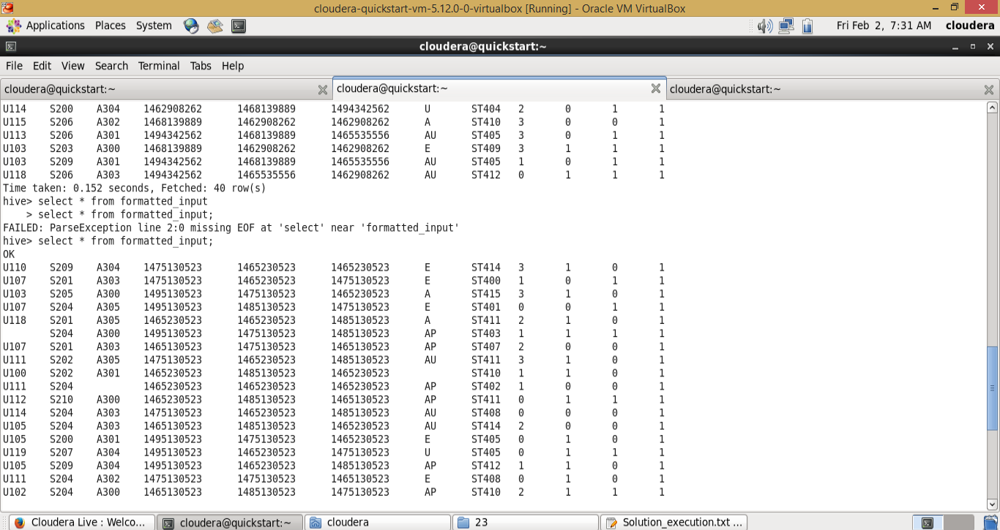 cloudera-quickstart-vm-5.12.0-0-virtualbox [Running] - Oracle VM VirtualBox
Applications Places System Fri Feb 2, 7:31 AM cloudera
cloudera@quickstart:~
File Edit View Search Terminal Tabs Help
cloudera@quickstart:~ cloudera@quickstart:~ cloudera@quickstart:~
U114 S200 A304 1462908262 1468139889 1494342562 U ST404 2 0 1 1
U115 S206 A302 1468139889 1462908262 1462908262 A ST410 3 0 0 1
U113 S206 A301 1494342562 1468139889 1465535556 AU ST405 3 0 1 1
U103 S203 A300 1468139889 1462908262 1462908262 E ST409 3 1 1 1
U103 S209 A301 1494342562 1468139889 1465535556 AU ST405 1 0 1 1
U118 S206 A303 1494342562 1465535556 1462908262 AU ST412 0 1 1 1
Time taken: 0.152 seconds, Fetched: 40 row(s)
hive> select * from formatted_input
> select * from formatted_input;
FAILED: ParseException line 2:0 missing EOF at 'select' near 'formatted_input'
hive> select * from formatted_input;
OK
U110 S209 A304 1475130523 1465230523 1465230523 E ST414 3 1 0 1
U107 S201 A303 1475130523 1465230523 1475130523 E ST400 1 0 1 1
U103 S205 A300 1495130523 1475130523 1465230523 A ST415 3 1 0 1
U107 S204 A305 1495130523 1485130523 1475130523 E ST401 0 0 1 1
U118 S201 A305 1465230523 1465230523 1485130523 A ST411 2 1 0 1
S204 A300 1495130523 1475130523 1485130523 AP ST403 1 1 1 1
U107 S201 A303 1465130523 1475130523 1465130523 AP ST407 2 0 0 1
U111 S202 A305 1475130523 1465230523 1485130523 AU ST411 3 1 0 1
U100 S202 A301 1465130523 1485130523 1465230523 ST410 1 1 0 1
U111 S204 1465230523 1465130523 1465230523 AP ST402 1 0 0 1
U112 S210 A300 1465230523 1485130523 1465130523 AP ST411 0 1 1 1
U114 S204 A303 1475130523 1465130523 1485130523 AU ST408 0 0 0 1
U105 S204 A303 1465130523 1485130523 1465230523 AU ST414 2 0 0 1
U105 S200 A301 1495130523 1475130523 1465230523 E ST405 0 1 0 1
U119 S207 A304 1495130523 1465230523 1475130523 U ST405 0 1 1 1
U105 S209 A304 1495130523 1465230523 1485130523 AP ST412 1 1 0 1
U111 S204 A302 1475130523 1475130523 1465130523 E ST408 0 1 0 1
U102 S204 A300 1465130523 1485130523 1475130523 AP ST410 2 1 1 1
Cloudera Live : Welco... cloudera@quickstart:~ cloudera 23 Solution_execution.txt ...